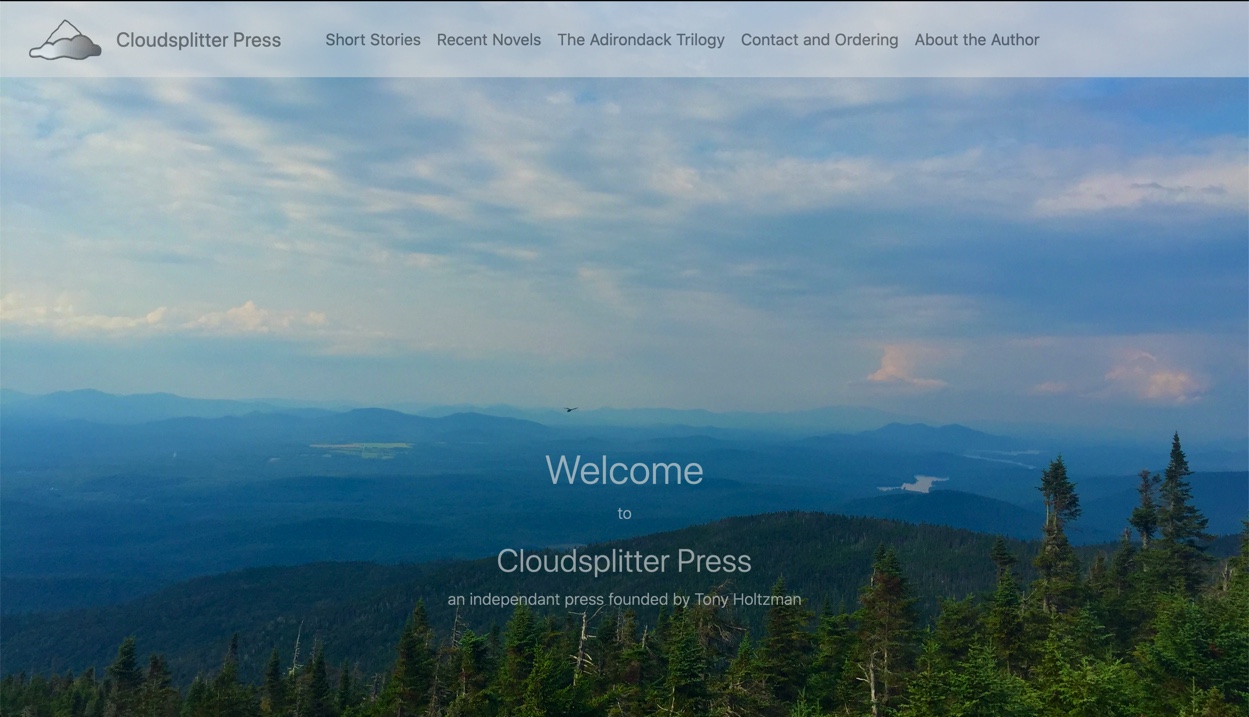 Cloudsplitter Press Short Stories Recent Novels The Adirondack Trilogy Contact and Ordering About the Author
Welcome
to
Cloudsplitter Press
an independant press founded by Tony Holtzman